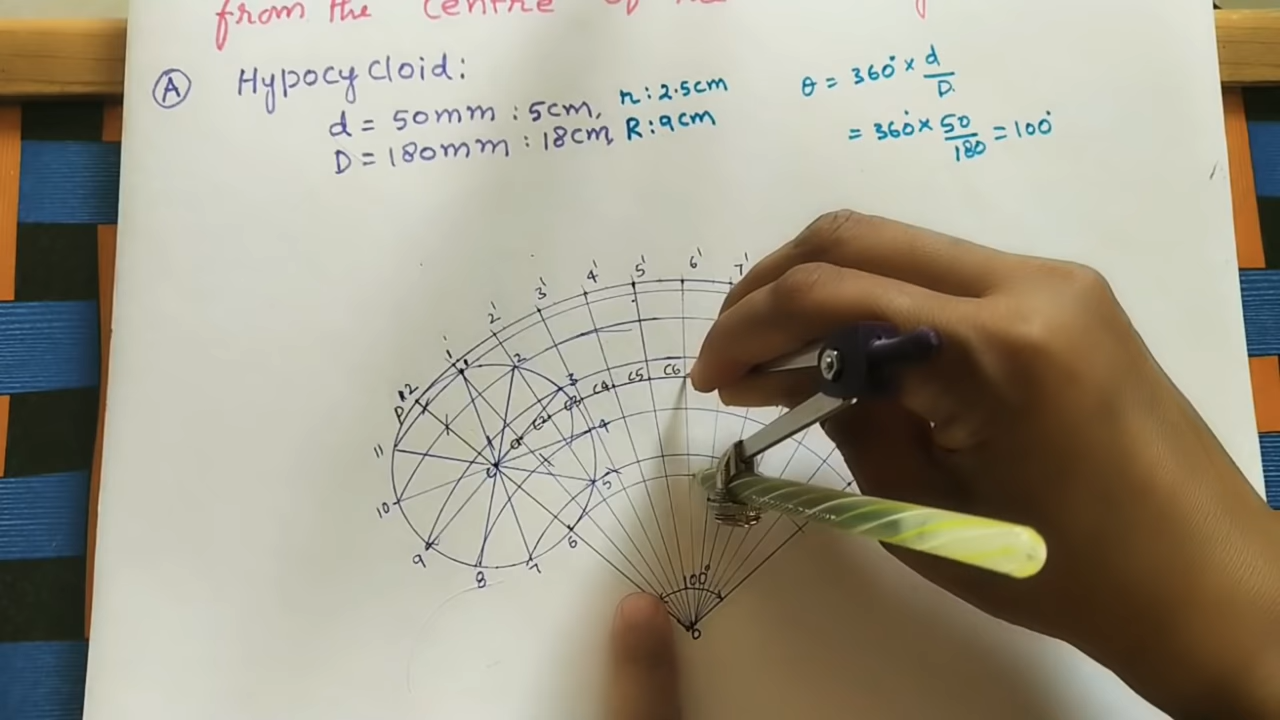 from the centre of
A Hypocycloid:
d = 50mm : 5cm, r : 2.5cm
D = 180mm : 18cm R : 9cm
θ = 360° × d/D.
= 360° × 50/180 = 100°
1' 2' 3' 4' 5' 6' 7'
P 2 3 4 5 6 7 8 9 10 11
C2 C3 C4 C5 C6
100°
O